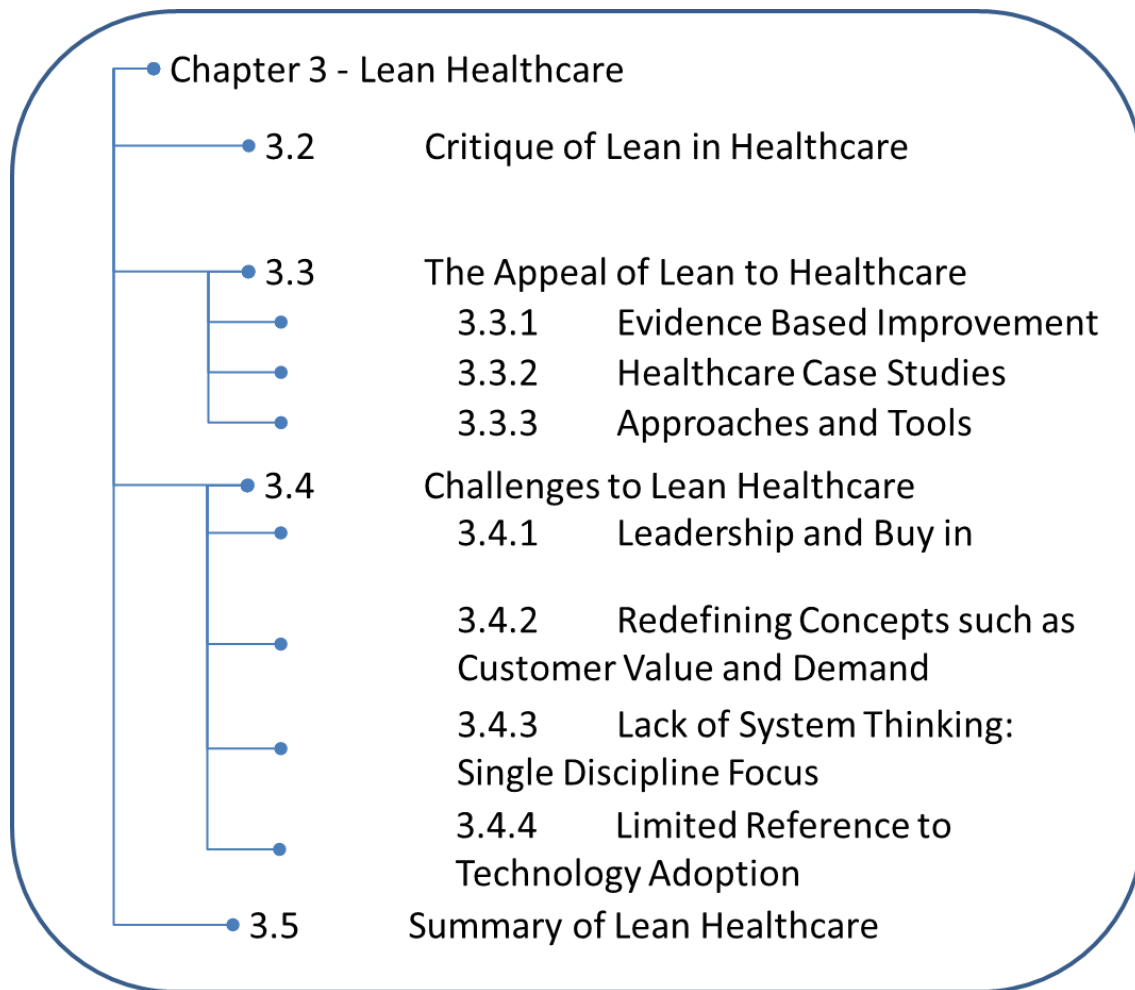 Chapter 3 - Lean Healthcare
3.2 Critique of Lean in Healthcare
3.3 The Appeal of Lean to Healthcare
3.3.1 Evidence Based Improvement
3.3.2 Healthcare Case Studies
3.3.3 Approaches and Tools
3.4 Challenges to Lean Healthcare
3.4.1 Leadership and Buy in
3.4.2 Redefining Concepts such as
Customer Value and Demand
3.4.3 Lack of System Thinking:
Single Discipline Focus
3.4.4 Limited Reference to
Technology Adoption
3.5 Summary of Lean Healthcare